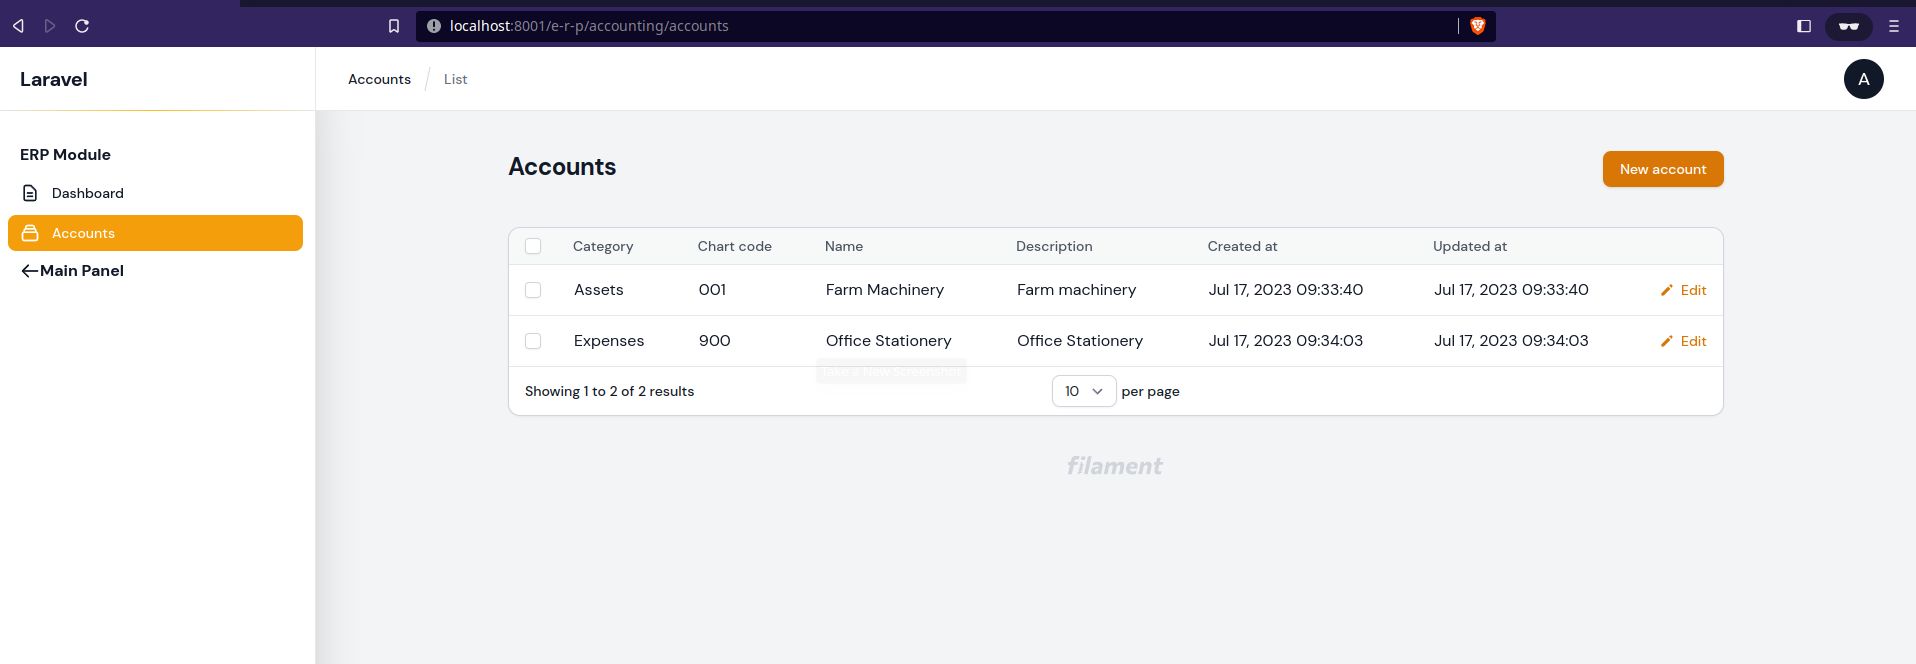 localhost:8001/e-r-p/accounting/accounts
Laravel
Accounts / List
A
ERP Module
Dashboard
Accounts
Main Panel
Accounts
New account
Category Chart code Name Description Created at Updated at
Assets 001 Farm Machinery Farm machinery Jul 17, 2023 09:33:40 Jul 17, 2023 09:33:40 Edit
Expenses 900 Office Stationery Office Stationery Jul 17, 2023 09:34:03 Jul 17, 2023 09:34:03 Edit
Take a New Screenshot
Showing 1 to 2 of 2 results 10 per page
filament